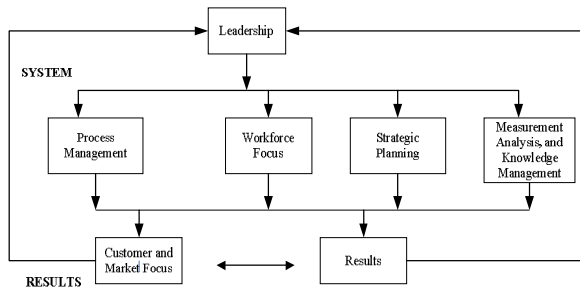 Leadership
SYSTEM
Process
Management
Workforce
Focus
Strategic
Planning
Measurement
Analysis, and
Knowledge
Management
Customer and
Market Focus
Results
RESULTS